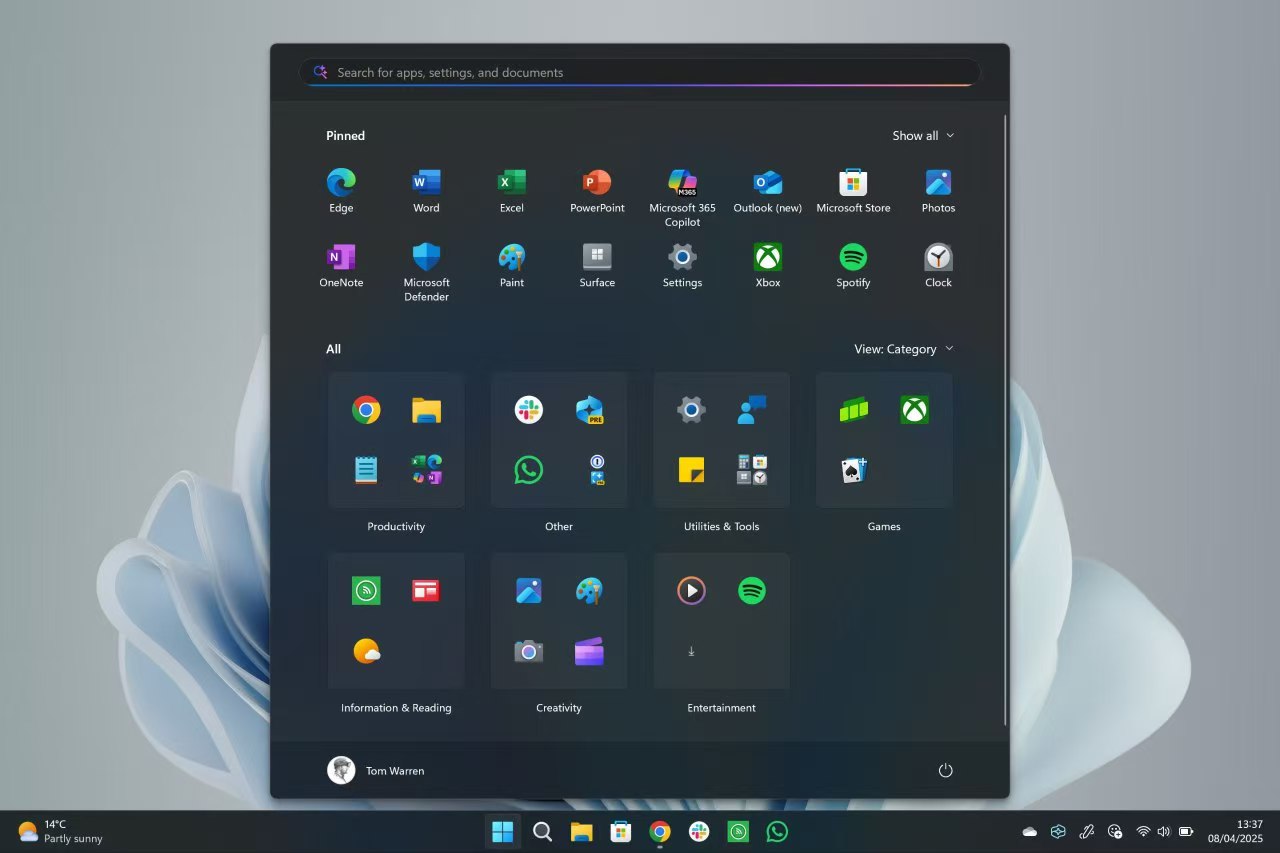 Search for apps, settings, and documents
Pinned
Show all
Edge
Word
Excel
PowerPoint
Microsoft 365
Copilot
Outlook (new)
Microsoft Store
Photos
OneNote
Microsoft
Defender
Paint
Surface
Settings
Xbox
Spotify
Clock
All
View: Category
Productivity
Other
Utilities & Tools
Games
Information & Reading
Creativity
Entertainment
Tom Warren
14°C
Partly sunny
13:37
08/04/2025
W
X
P
M365
O
N
PRE